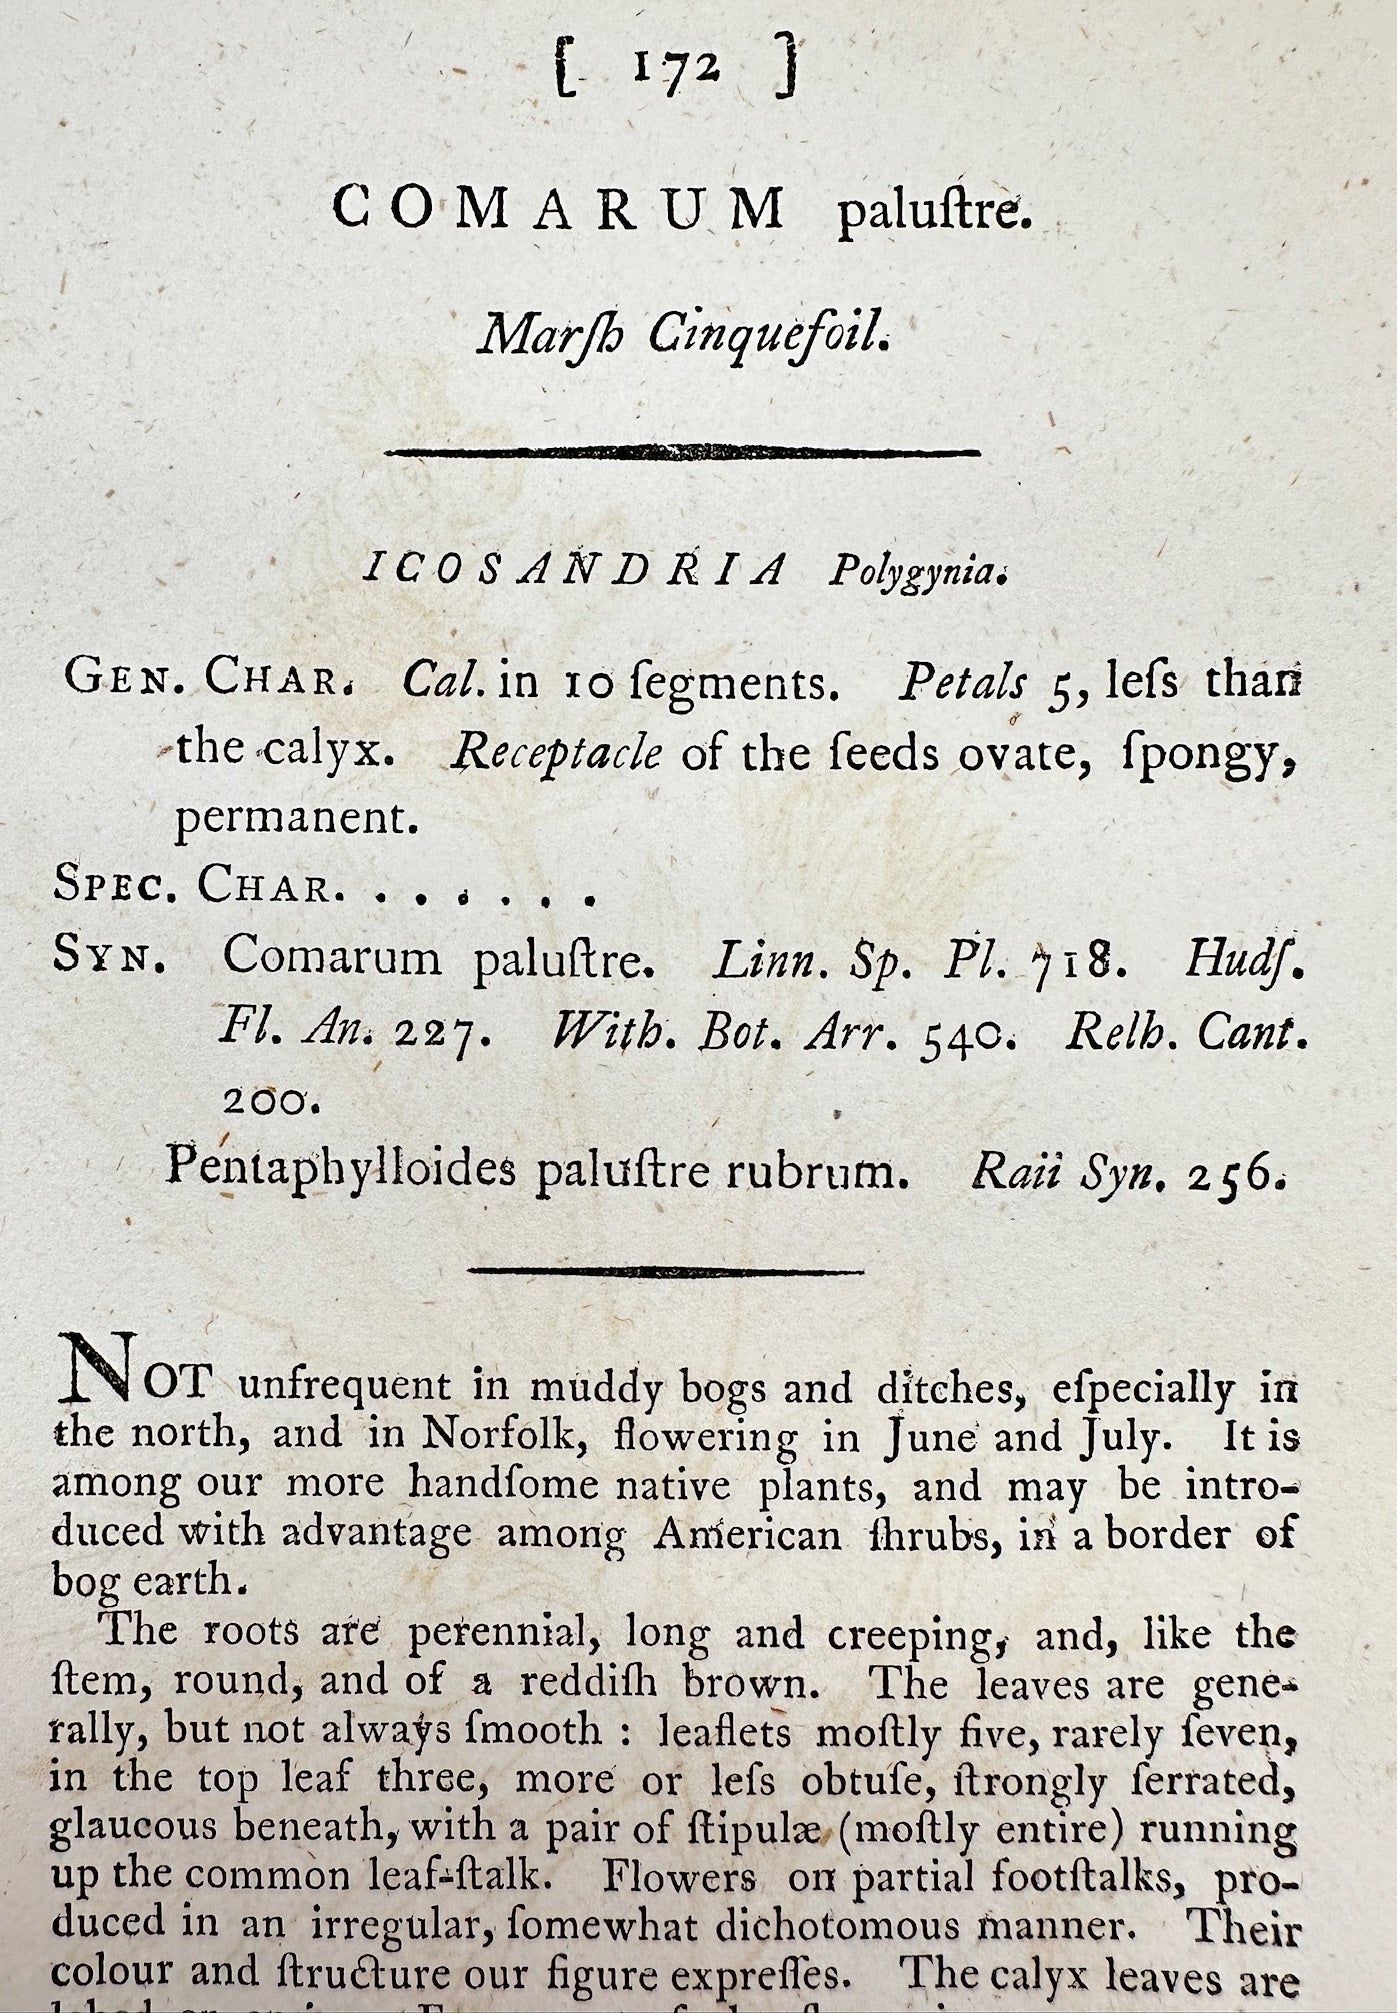 [ 172 ]
COMARUM paluſtre.
Marſh Cinquefoil.
ICOSANDRIA Polygynia.
GEN. CHAR. Cal. in 10 ſegments. Petals 5, leſs than
the calyx. Receptacle of the ſeeds ovate, ſpongy,
permanent.
SPEC. CHAR. . . . . . .
SYN. Comarum paluſtre. Linn. Sp. Pl. 718. Hudſ.
Fl. An. 227. With. Bot. Arr. 540. Relh. Cant.
200.
Pentaphylloides paluſtre rubrum. Raii Syn. 256.
NOT unfrequent in muddy bogs and ditches, eſpecially in
the north, and in Norfolk, flowering in June and July. It is
among our more handſome native plants, and may be intro-
duced with advantage among American ſhrubs, in a border of
bog earth.
The roots are perennial, long and creeping, and, like the
ſtem, round, and of a reddiſh brown. The leaves are gene-
rally, but not always ſmooth : leaflets moſtly five, rarely ſeven,
in the top leaf three, more or leſs obtuſe, ſtrongly ſerrated,
glaucous beneath, with a pair of ſtipulæ (moſtly entire) running
up the common leaf-ſtalk. Flowers on partial footſtalks, pro-
duced in an irregular, ſomewhat dichotomous manner. Their
colour and ſtructure our figure expreſſes. The calyx leaves are